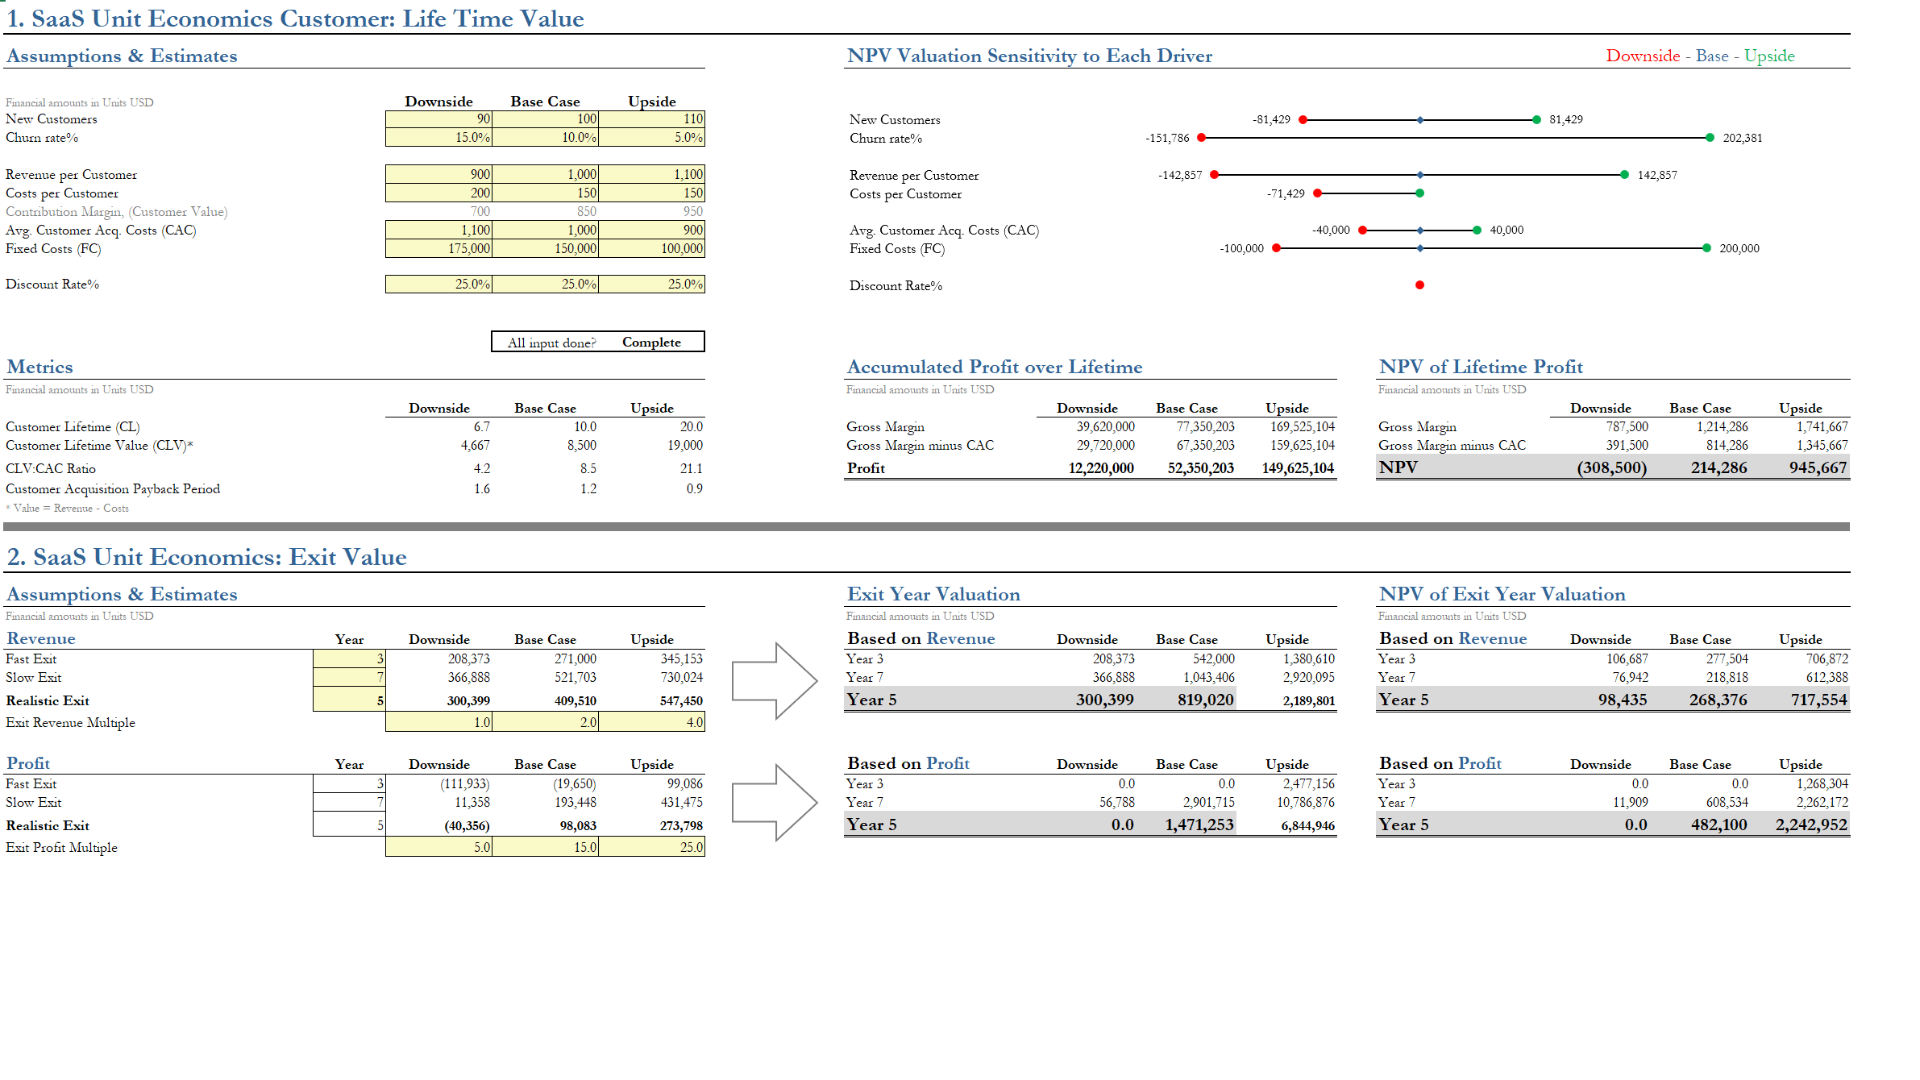 1. SaaS Unit Economics Customer: Life Time Value
Assumptions & Estimates
Financial amounts in Units USD Downside Base Case Upside
New Customers 90 100 110
Churn rate% 15.0% 10.0% 5.0%
Revenue per Customer 900 1,000 1,100
Costs per Customer 200 150 150
Contribution Margin, (Customer Value) 700 850 950
Avg. Customer Acq. Costs (CAC) 1,100 1,000 900
Fixed Costs (FC) 175,000 150,000 100,000
Discount Rate% 25.0% 25.0% 25.0%
All input done? Complete
NPV Valuation Sensitivity to Each Driver Downside - Base - Upside
New Customers -81,429 81,429
Churn rate% -151,786 202,381
Revenue per Customer -142,857 142,857
Costs per Customer -71,429
Avg. Customer Acq. Costs (CAC) -40,000 40,000
Fixed Costs (FC) -100,000 200,000
Discount Rate%
Metrics
Financial amounts in Units USD
Downside Base Case Upside
Customer Lifetime (CL) 6.7 10.0 20.0
Customer Lifetime Value (CLV)* 4,667 8,500 19,000
CLV:CAC Ratio 4.2 8.5 21.1
Customer Acquisition Payback Period 1.6 1.2 0.9
* Value = Revenue - Costs
Accumulated Profit over Lifetime
Financial amounts in Units USD
Downside Base Case Upside
Gross Margin 39,620,000 77,350,203 169,525,104
Gross Margin minus CAC 29,720,000 67,350,203 159,625,104
Profit 12,220,000 52,350,203 149,625,104
NPV of Lifetime Profit
Financial amounts in Units USD
Downside Base Case Upside
Gross Margin 787,500 1,214,286 1,741,667
Gross Margin minus CAC 391,500 814,286 1,345,667
NPV (308,500) 214,286 945,667
2. SaaS Unit Economics: Exit Value
Assumptions & Estimates
Financial amounts in Units USD
Revenue Year Downside Base Case Upside
Fast Exit 3 208,373 271,000 345,153
Slow Exit 7 366,888 521,703 730,024
Realistic Exit 5 300,399 409,510 547,450
Exit Revenue Multiple 1.0 2.0 4.0
Profit Year Downside Base Case Upside
Fast Exit 3 (111,933) (19,650) 99,086
Slow Exit 7 11,358 193,448 431,475
Realistic Exit 5 (40,356) 98,083 273,798
Exit Profit Multiple 5.0 15.0 25.0
Exit Year Valuation
Financial amounts in Units USD
Based on Revenue Downside Base Case Upside
Year 3 208,373 542,000 1,380,610
Year 7 366,888 1,043,406 2,920,095
Year 5 300,399 819,020 2,189,801
Based on Profit Downside Base Case Upside
Year 3 0.0 0.0 2,477,156
Year 7 56,788 2,901,715 10,786,876
Year 5 0.0 1,471,253 6,844,946
NPV of Exit Year Valuation
Financial amounts in Units USD
Based on Revenue Downside Base Case Upside
Year 3 106,687 277,504 706,872
Year 7 76,942 218,818 612,388
Year 5 98,435 268,376 717,554
Based on Profit Downside Base Case Upside
Year 3 0.0 0.0 1,268,304
Year 7 11,909 608,534 2,262,172
Year 5 0.0 482,100 2,242,952